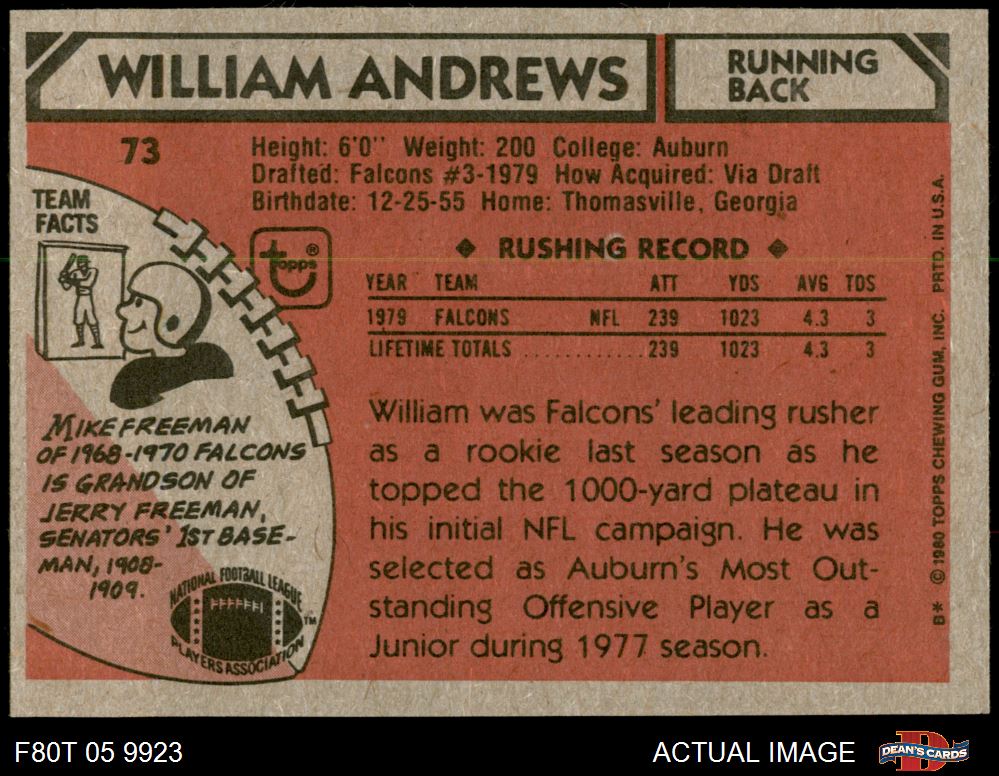 WILLIAM ANDREWS
RUNNING
BACK
73
Height: 6'0" Weight: 200 College: Auburn
Drafted: Falcons #3-1979 How Acquired: Via Draft
Birthdate: 12-25-55 Home: Thomasville, Georgia
TEAM
FACTS
topps®
◆ RUSHING RECORD ◆
YEAR TEAM ATT YDS AVG TDS
1979 FALCONS NFL 239 1023 4.3 3
LIFETIME TOTALS ............239 1023 4.3 3
MIKE FREEMAN
OF 1968-1970 FALCONS
IS GRANDSON OF
JERRY FREEMAN,
SENATORS' 1ST BASE-
MAN, 1908-
1909.
NATIONAL FOOTBALL LEAGUE
PLAYERS ASSOCIATION
TM
William was Falcons' leading rusher
as a rookie last season as he
topped the 1000-yard plateau in
his initial NFL campaign. He was
selected as Auburn's Most Out-
standing Offensive Player as a
Junior during 1977 season.
B* © 1980 TOPPS CHEWING GUM, INC. PRTD. IN U.S.A.
F80T 05 9923
ACTUAL IMAGE
DEAN'S CARDS